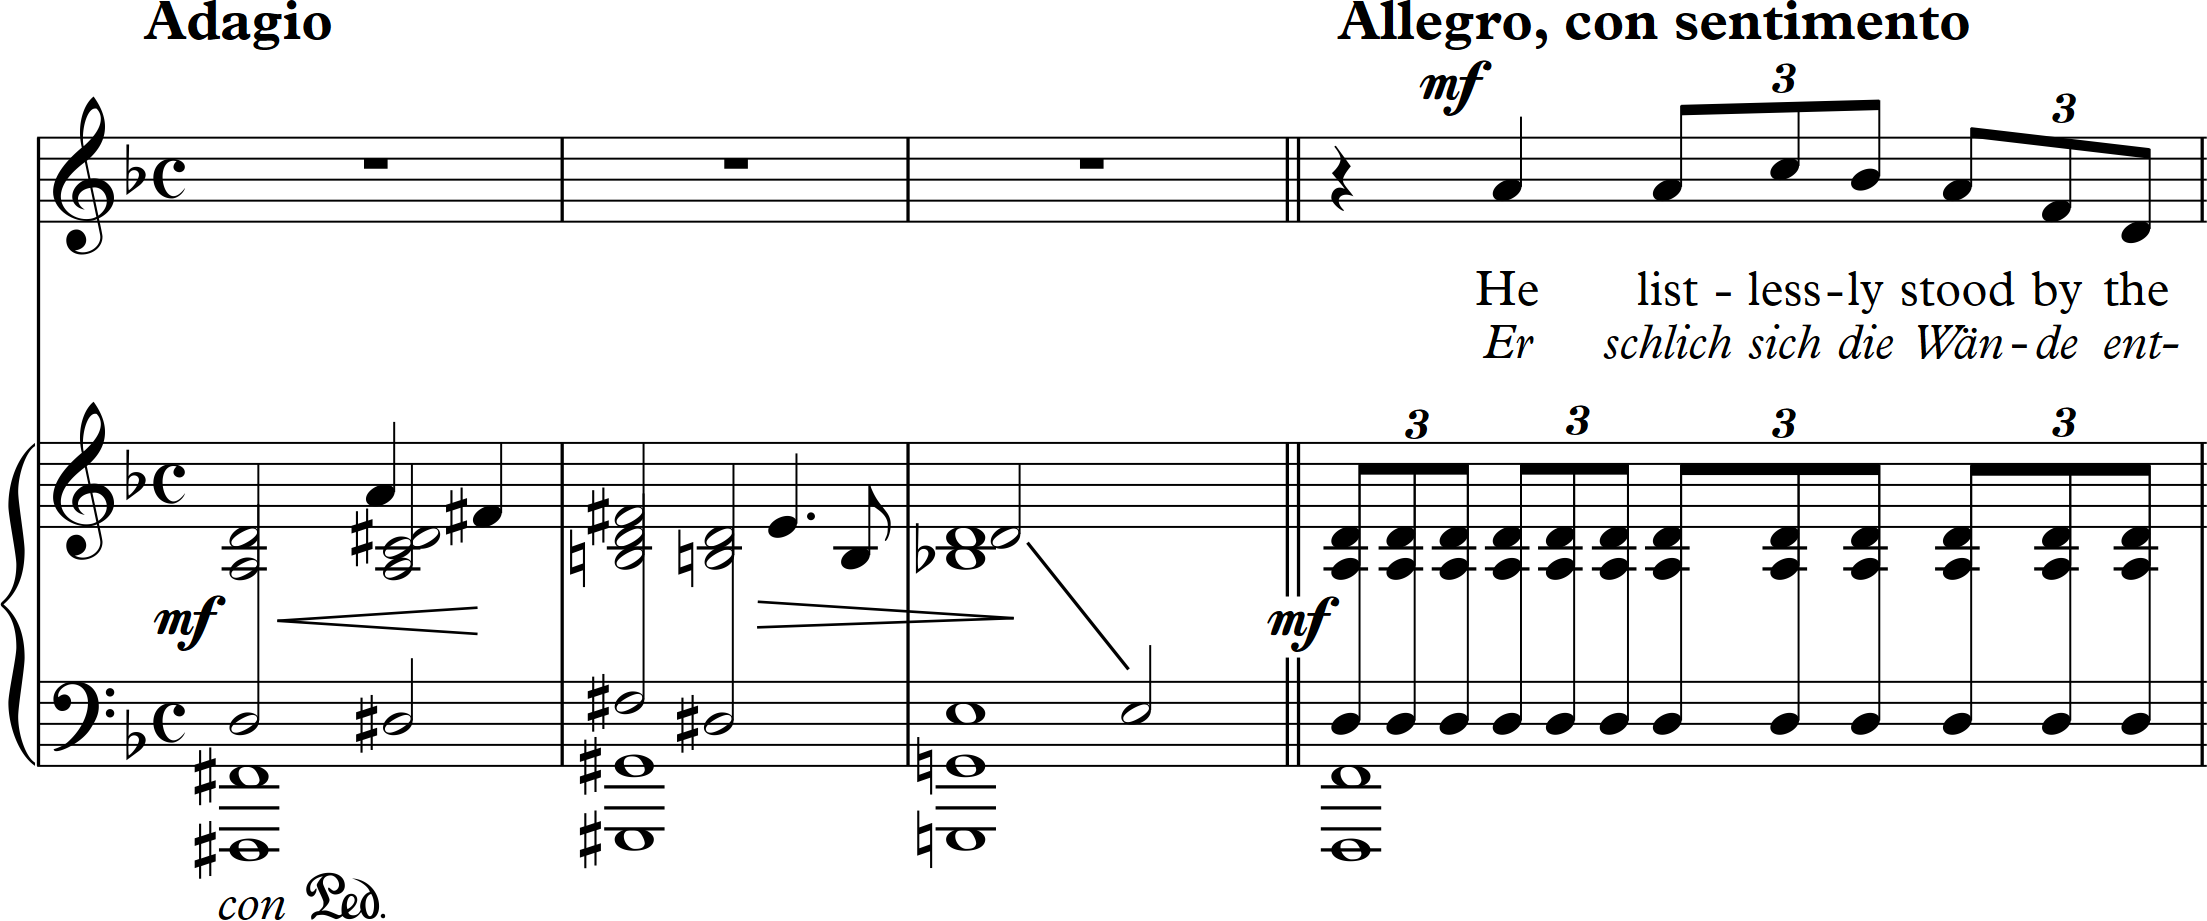 Adagio Allegro, con sentimento
mf
3 3
He list - less - ly stood by the
Er schlich sich die Wän - de ent-
3 3 3 3
mf mf
con Ped.